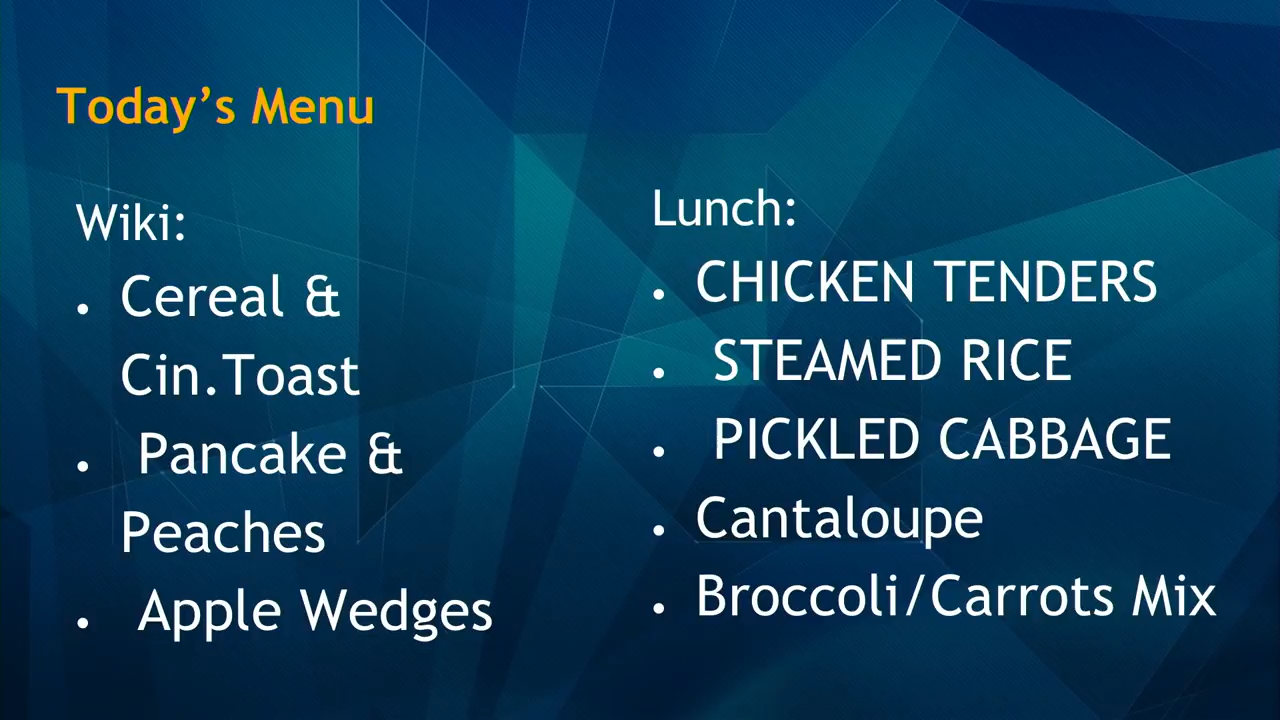 Today’s Menu
Wiki:
• Cereal &
Cin.Toast
• Pancake &
Peaches
• Apple Wedges
Lunch:
• CHICKEN TENDERS
• STEAMED RICE
• PICKLED CABBAGE
• Cantaloupe
• Broccoli/Carrots Mix